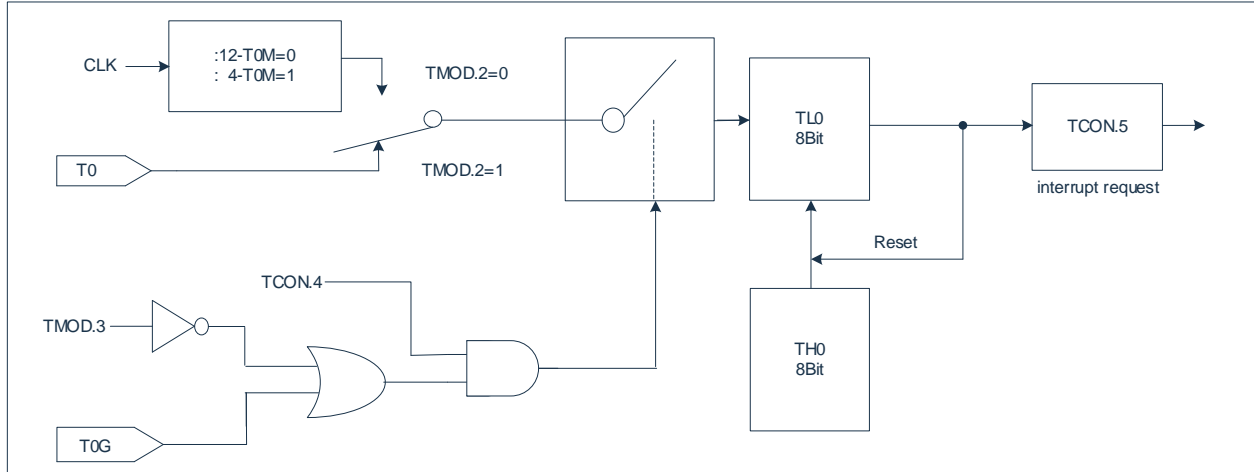 :12-T0M=0
: 4-T0M=1
CLK
TMOD.2=0
T0
TMOD.2=1
TL0
8Bit
TCON.5
interrupt request
Reset
TCON.4
TMOD.3
TH0
8Bit
T0G